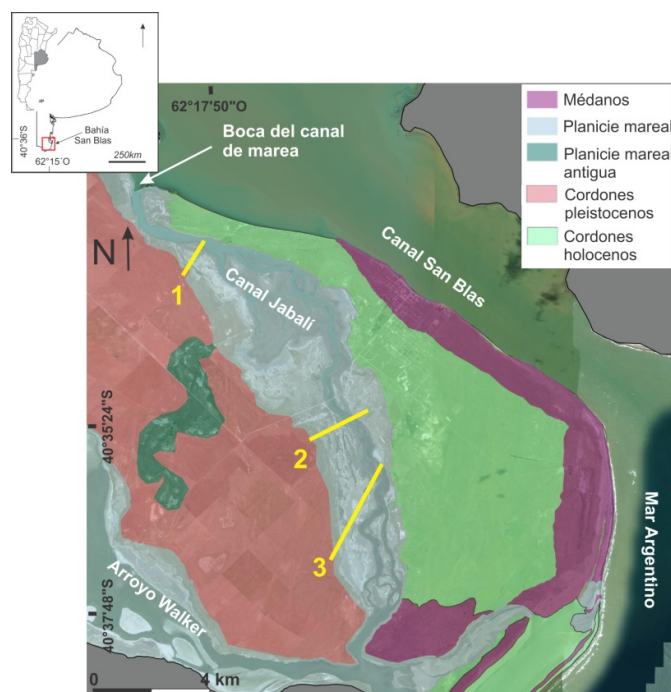 40°36´S
62°15´O
Bahía
San Blas
250km
62°17'50"O
Boca del canal
de marea
Médanos
Planicie mareal
Planicie mareal
antigua
Cordones
pleistocenos
Cordones
holocenos
N
Canal San Blas
1
Canal Jabalí
40°35'24"S
2
3
Mar Argentino
Arroyo Walker
40°37'48"S
0 4 km